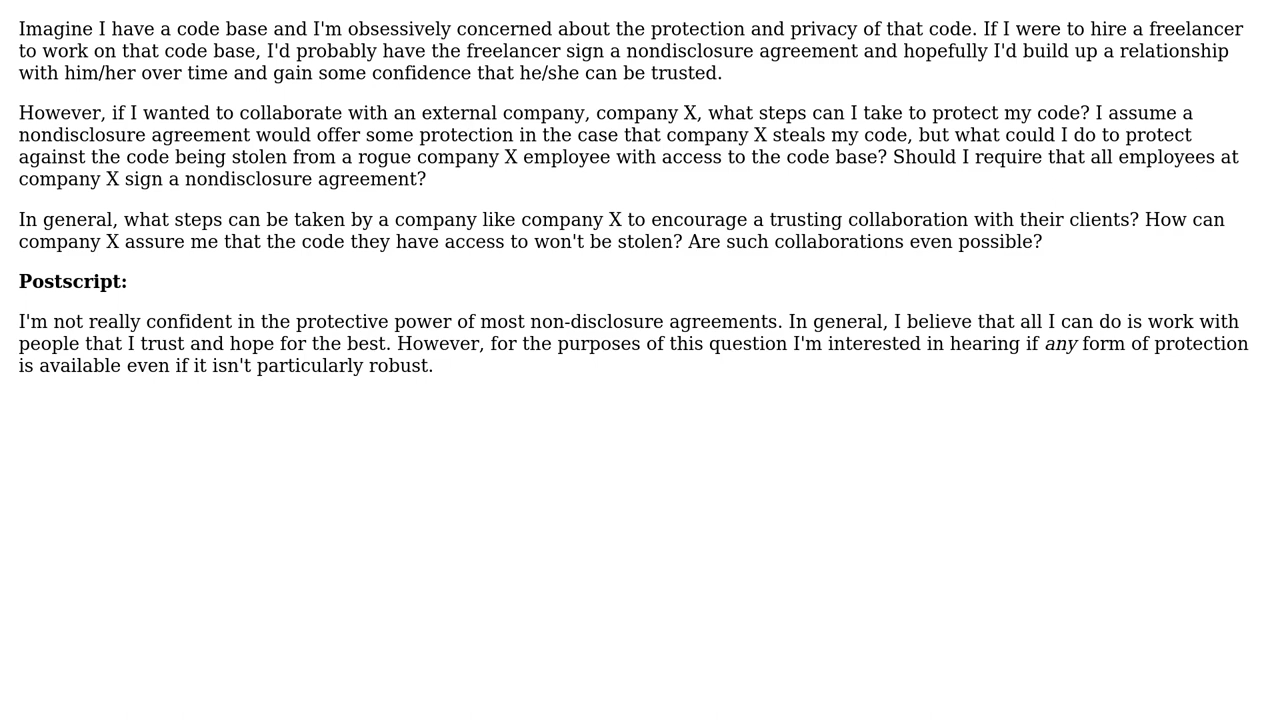 Imagine I have a code base and I'm obsessively concerned about the protection and privacy of that code. If I were to hire a freelancer
to work on that code base, I'd probably have the freelancer sign a nondisclosure agreement and hopefully I'd build up a relationship
with him/her over time and gain some confidence that he/she can be trusted.
However, if I wanted to collaborate with an external company, company X, what steps can I take to protect my code? I assume a
nondisclosure agreement would offer some protection in the case that company X steals my code, but what could I do to protect
against the code being stolen from a rogue company X employee with access to the code base? Should I require that all employees at
company X sign a nondisclosure agreement?
In general, what steps can be taken by a company like company X to encourage a trusting collaboration with their clients? How can
company X assure me that the code they have access to won't be stolen? Are such collaborations even possible?
Postscript:
I'm not really confident in the protective power of most non-disclosure agreements. In general, I believe that all I can do is work with
people that I trust and hope for the best. However, for the purposes of this question I'm interested in hearing if any form of protection
is available even if it isn't particularly robust.